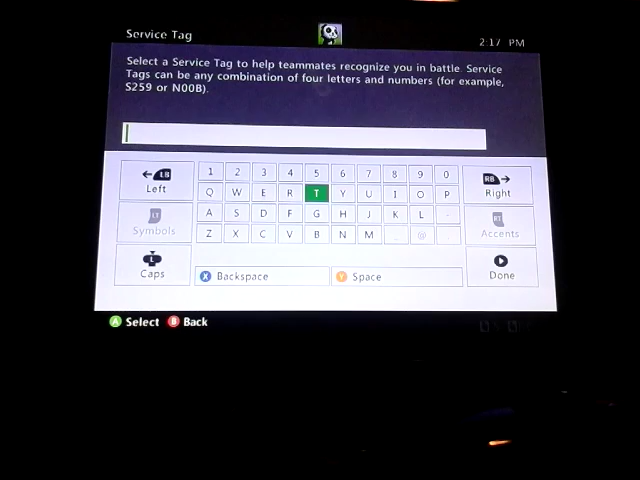 Service Tag
2:17 PM
Select a Service Tag to help teammates recognize you in battle. Service
Tags can be any combination of four letters and numbers (for example,
S259 or N00B).
LB
Left
1 2 3 4 5 6 7 8 9 0
RB
Right
Q W E R T Y U I O P
LT
Symbols
A S D F G H J K L -
RT
Accents
Z X C V B N M _ @ .
L
Caps
X Backspace
Y Space
Done
A Select B Back